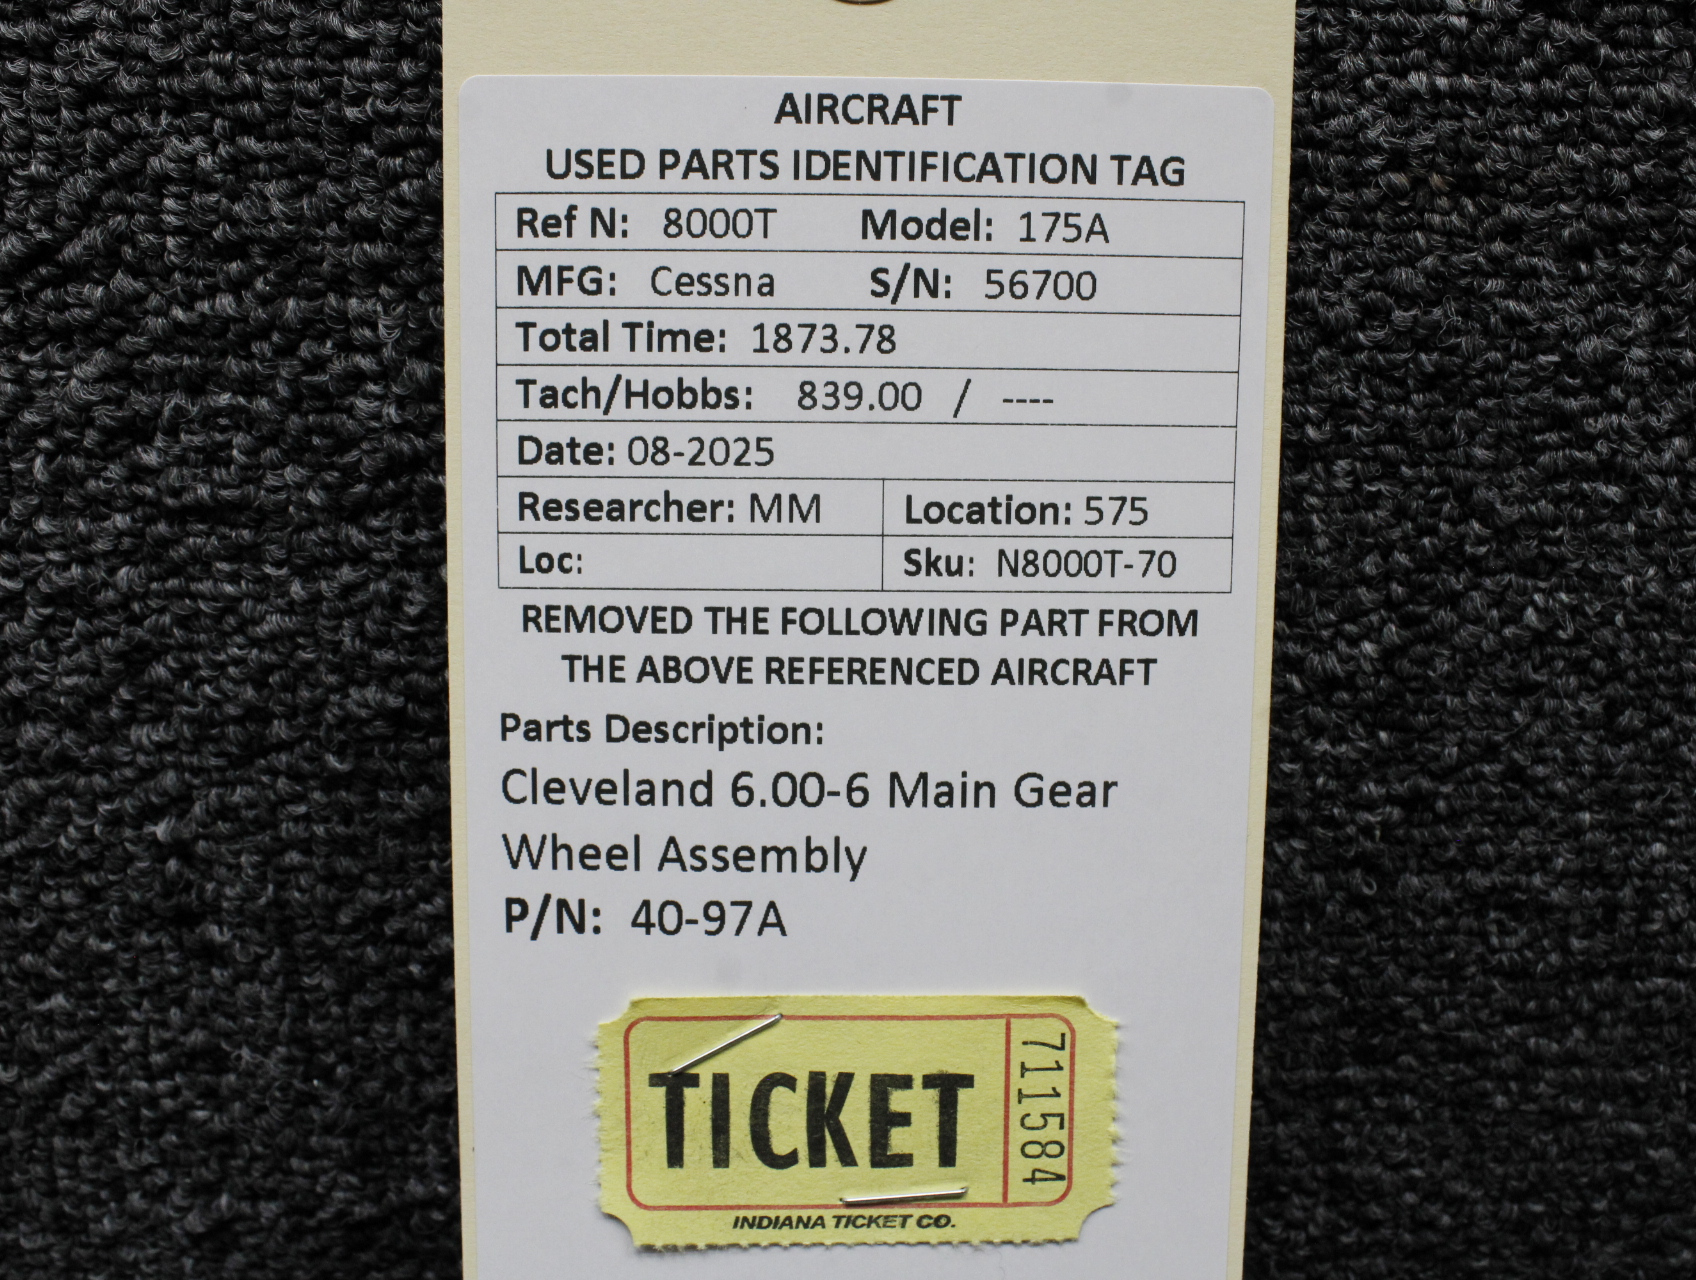 AIRCRAFT
USED PARTS IDENTIFICATION TAG
Ref N: 8000T Model: 175A
MFG: Cessna S/N: 56700
Total Time: 1873.78
Tach/Hobbs: 839.00 / ----
Date: 08-2025
Researcher: MM Location: 575
Loc: Sku: N8000T-70
REMOVED THE FOLLOWING PART FROM
THE ABOVE REFERENCED AIRCRAFT
Parts Description:
Cleveland 6.00-6 Main Gear
Wheel Assembly
P/N: 40-97A
TICKET
711584
INDIANA TICKET CO.